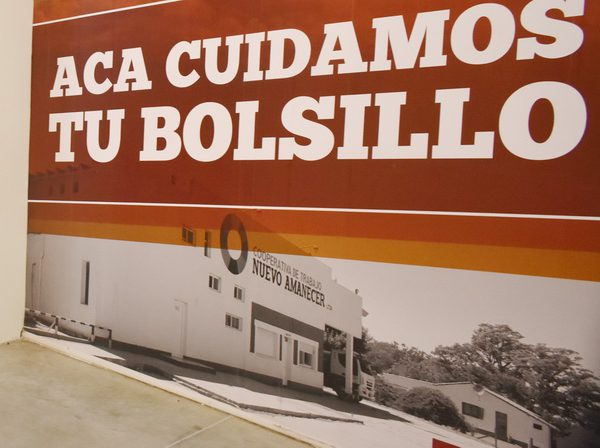 ACA CUIDAMOS
TU BOLSILLO
COOPERATIVA DE TRABAJO
NUEVO AMANECER